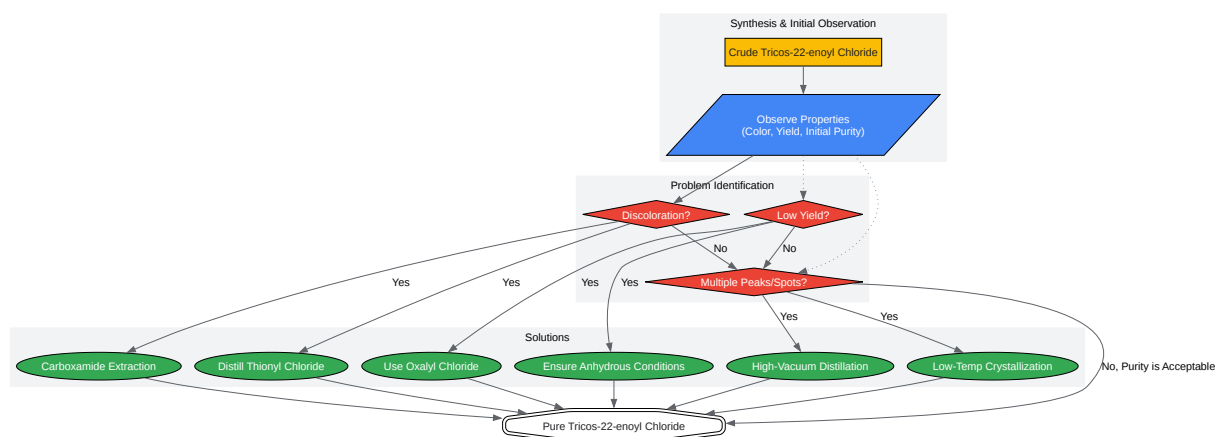 Synthesis & Initial Observation
Crude Tricos-22-enoyl Chloride
Observe Properties
(Color, Yield, Initial Purity)
Problem Identification
Discoloration?
Low Yield?
No
No
Multiple Peaks/Spots?
Yes
Yes
Yes
Yes
Yes
Yes
Solutions
No, Purity is Acceptable
Carboxamide Extraction
Distill Thionyl Chloride
Use Oxalyl Chloride
Ensure Anhydrous Conditions
High-Vacuum Distillation
Low-Temp Crystallization
Pure Tricos-22-enoyl Chloride